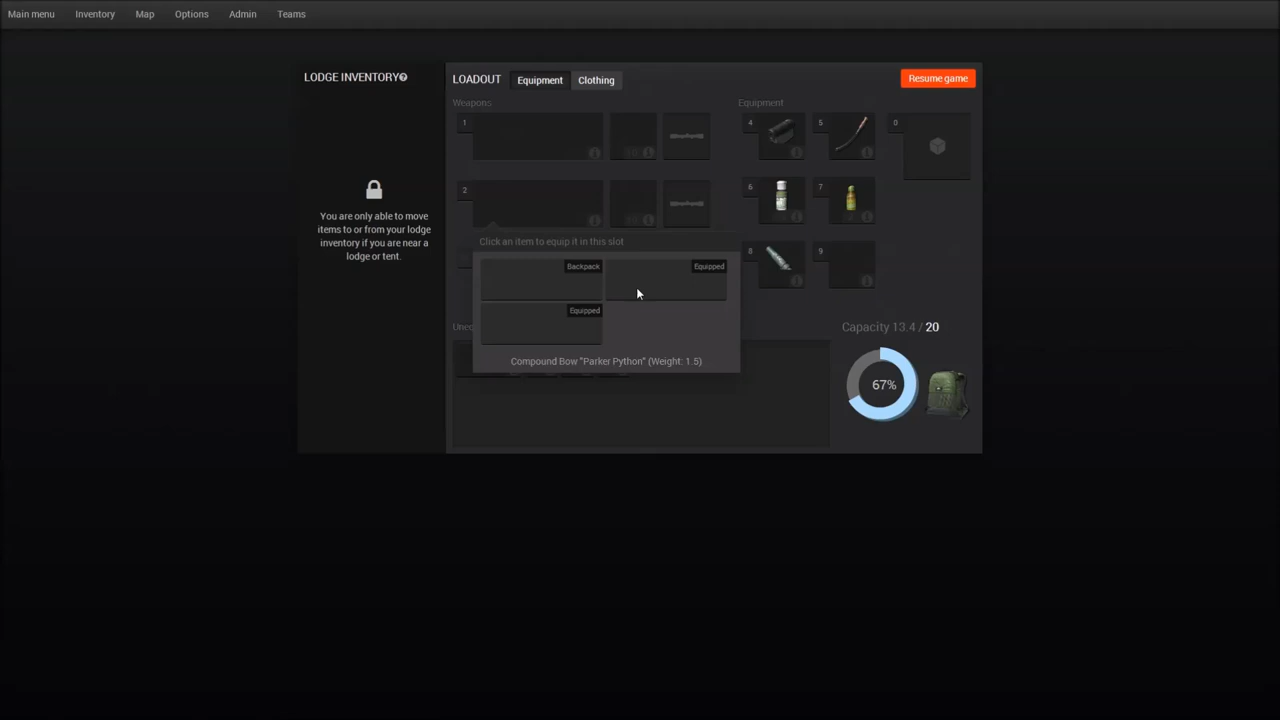 Main menu Inventory Map Options Admin Teams
LODGE INVENTORY
LOADOUT Equipment Clothing Resume game
Weapons Equipment
1 4 5 0
2 6 7
You are only able to move
items to or from your lodge
inventory if you are near a
lodge or tent.
Click an item to equip it in this slot
8 9
Backpack Equipped
Equipped
Capacity 13.4 / 20
Compound Bow "Parker Python" (Weight: 1.5)
67%